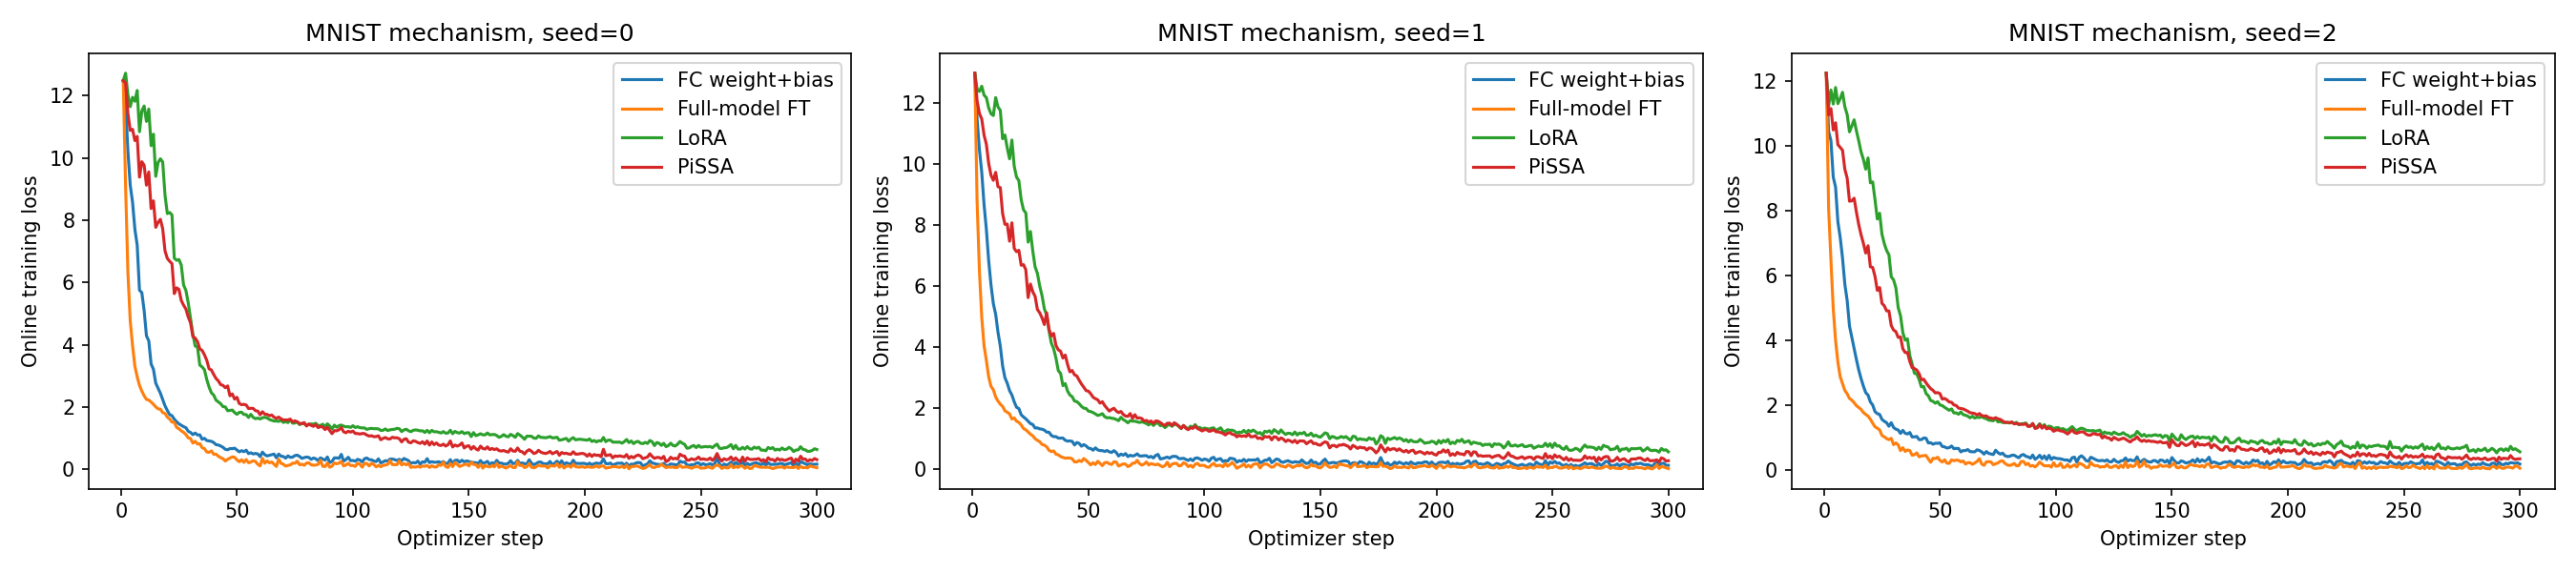 MNIST mechanism, seed=0
Online training loss
12
10
8
6
4
2
0
FC weight+bias
Full-model FT
LoRA
PiSSA
0 50 100 150 200 250 300
Optimizer step
MNIST mechanism, seed=1
Online training loss
12
10
8
6
4
2
0
FC weight+bias
Full-model FT
LoRA
PiSSA
0 50 100 150 200 250 300
Optimizer step
MNIST mechanism, seed=2
Online training loss
12
10
8
6
4
2
0
FC weight+bias
Full-model FT
LoRA
PiSSA
0 50 100 150 200 250 300
Optimizer step